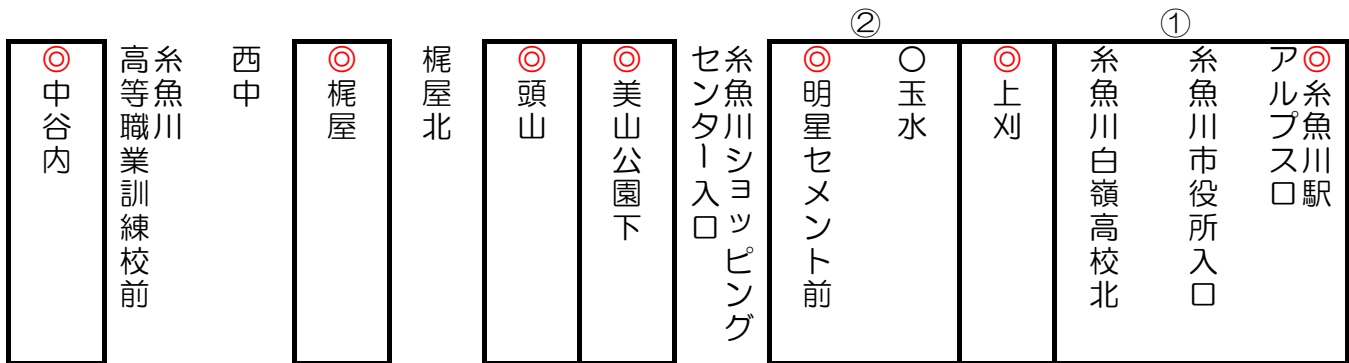 ①
②
◎糸魚川駅
アルプス口
糸魚川市役所入口
糸魚川白嶺高校北
◎上刈
○玉水
◎明星セメント前
糸魚川ショッピング
センター入口
◎美山公園下
◎頭山
梶屋北
◎梶屋
西中
糸魚川
高等職業訓練校前
◎中谷内